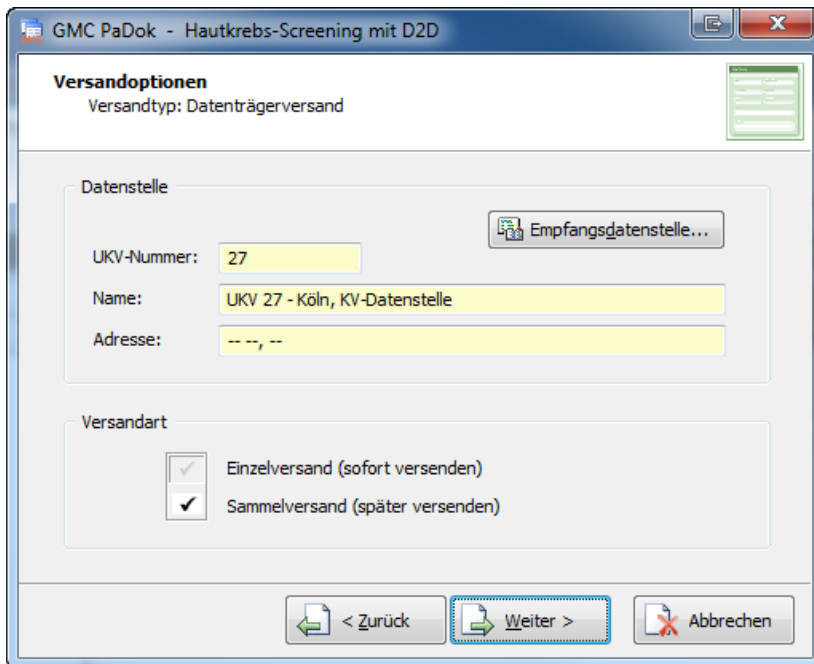 GMC PaDok - Hautkrebs-Screening mit D2D
Versandoptionen
Versandtyp: Datenträgerversand
Datenstelle
Empfangsdatenstelle...
UKV-Nummer: 27
Name: UKV 27 - Köln, KV-Datenstelle
Adresse: -- --, --
Versandart
Einzelversand (sofort versenden)
Sammelversand (später versenden)
< Zurück Weiter > Abbrechen